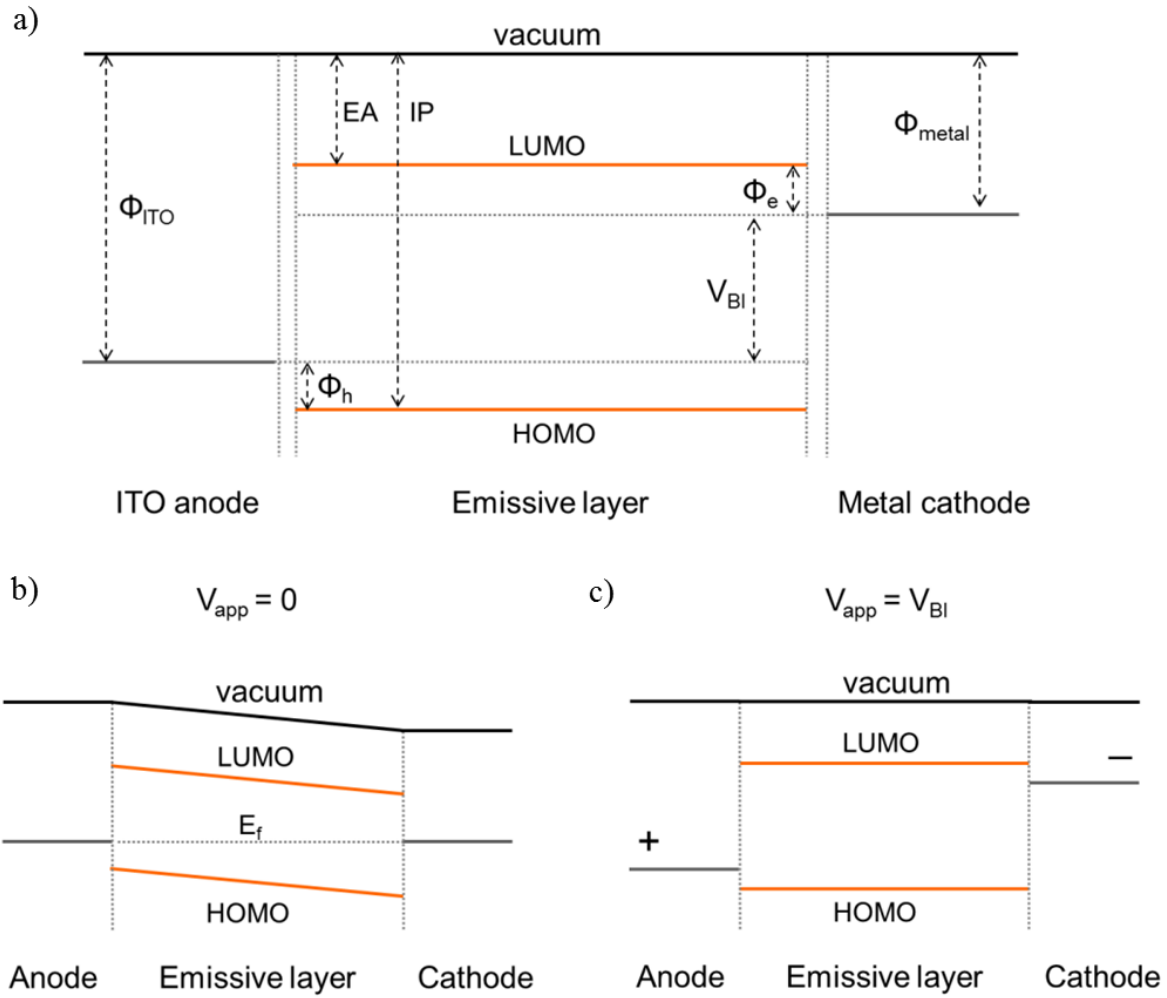 a)
vacuum
EA IP
LUMO
Φmetal
Φe
ΦITO
VBI
Φh
HOMO
ITO anode Emissive layer Metal cathode
b) Vapp = 0
vacuum
LUMO
Ef
HOMO
Anode Emissive layer Cathode
c) Vapp = VBI
vacuum
LUMO
–
+
HOMO
Anode Emissive layer Cathode